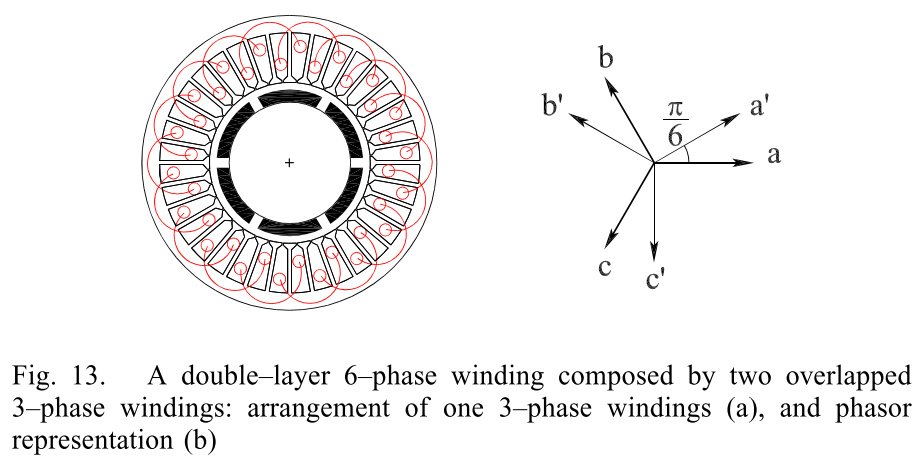 b
b'
π
6
a'
a
c
c'
Fig. 13. A double–layer 6–phase winding composed by two overlapped
3–phase windings: arrangement of one 3–phase windings (a), and phasor
representation (b)